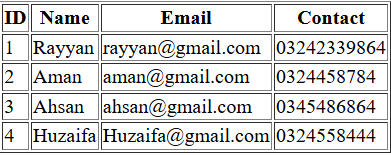 ID Name Email Contact
1 Rayyan rayyan@gmail.com 03242339864
2 Aman aman@gmail.com 0324458784
3 Ahsan ahsan@gmail.com 0345486864
4 Huzaifa Huzaifa@gmail.com 0324558444